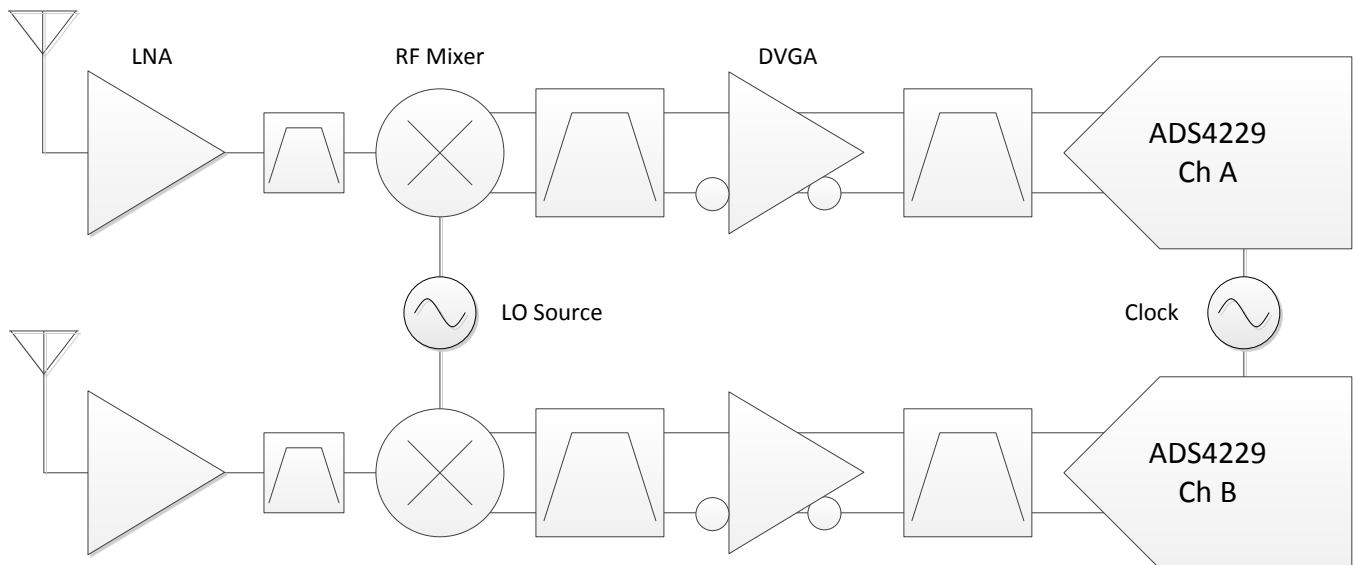 LNA
RF Mixer
DVGA
ADS4229
Ch A
LO Source
Clock
ADS4229
Ch B